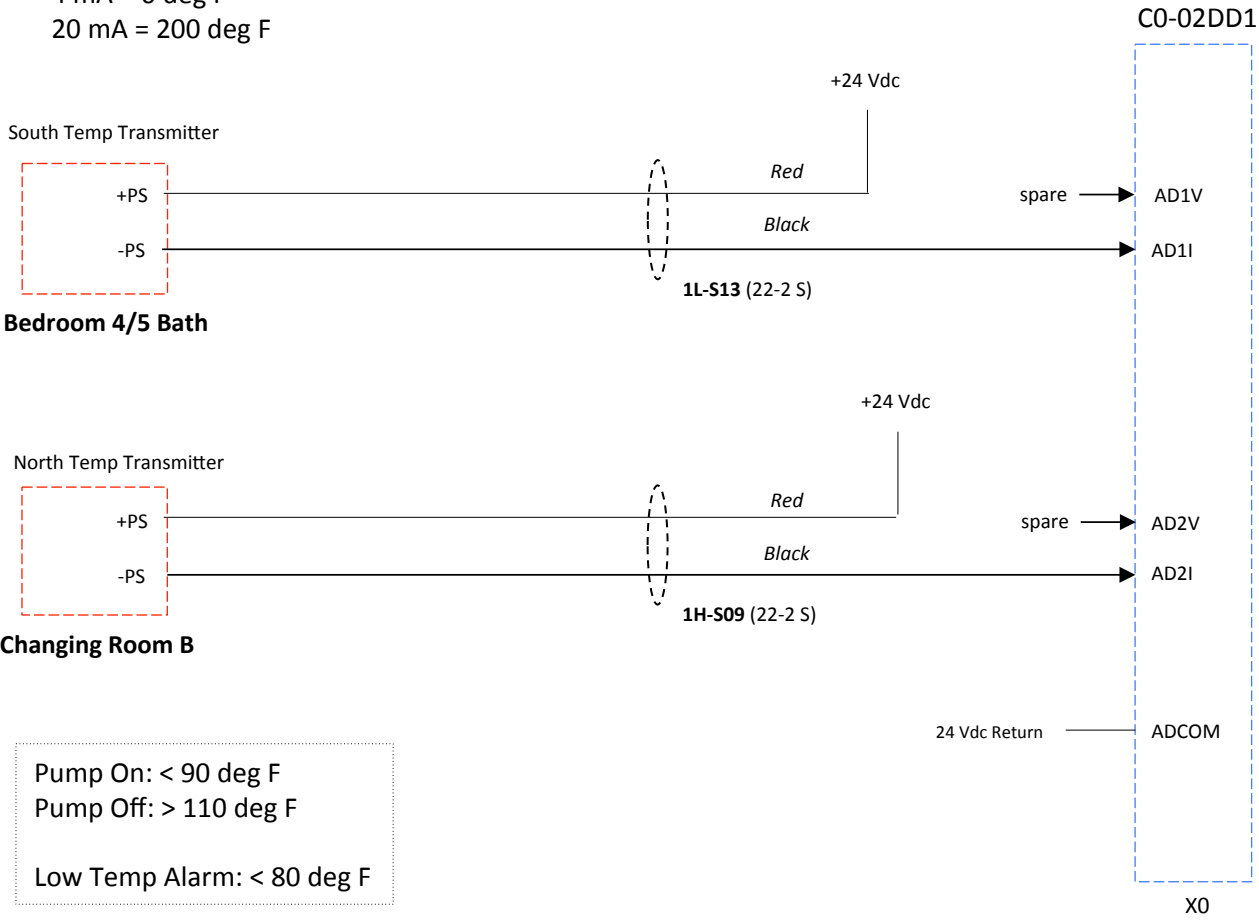 20 mA = 200 deg F
C0-02DD1
+24 Vdc
South Temp Transmitter
Red
+PS
spare
AD1V
Black
-PS
AD1I
1L-S13 (22-2 S)
Bedroom 4/5 Bath
+24 Vdc
North Temp Transmitter
Red
+PS
spare
AD2V
Black
-PS
AD2I
1H-S09 (22-2 S)
Changing Room B
24 Vdc Return
ADCOM
Pump On: < 90 deg F
Pump Off: > 110 deg F
Low Temp Alarm: < 80 deg F
X0